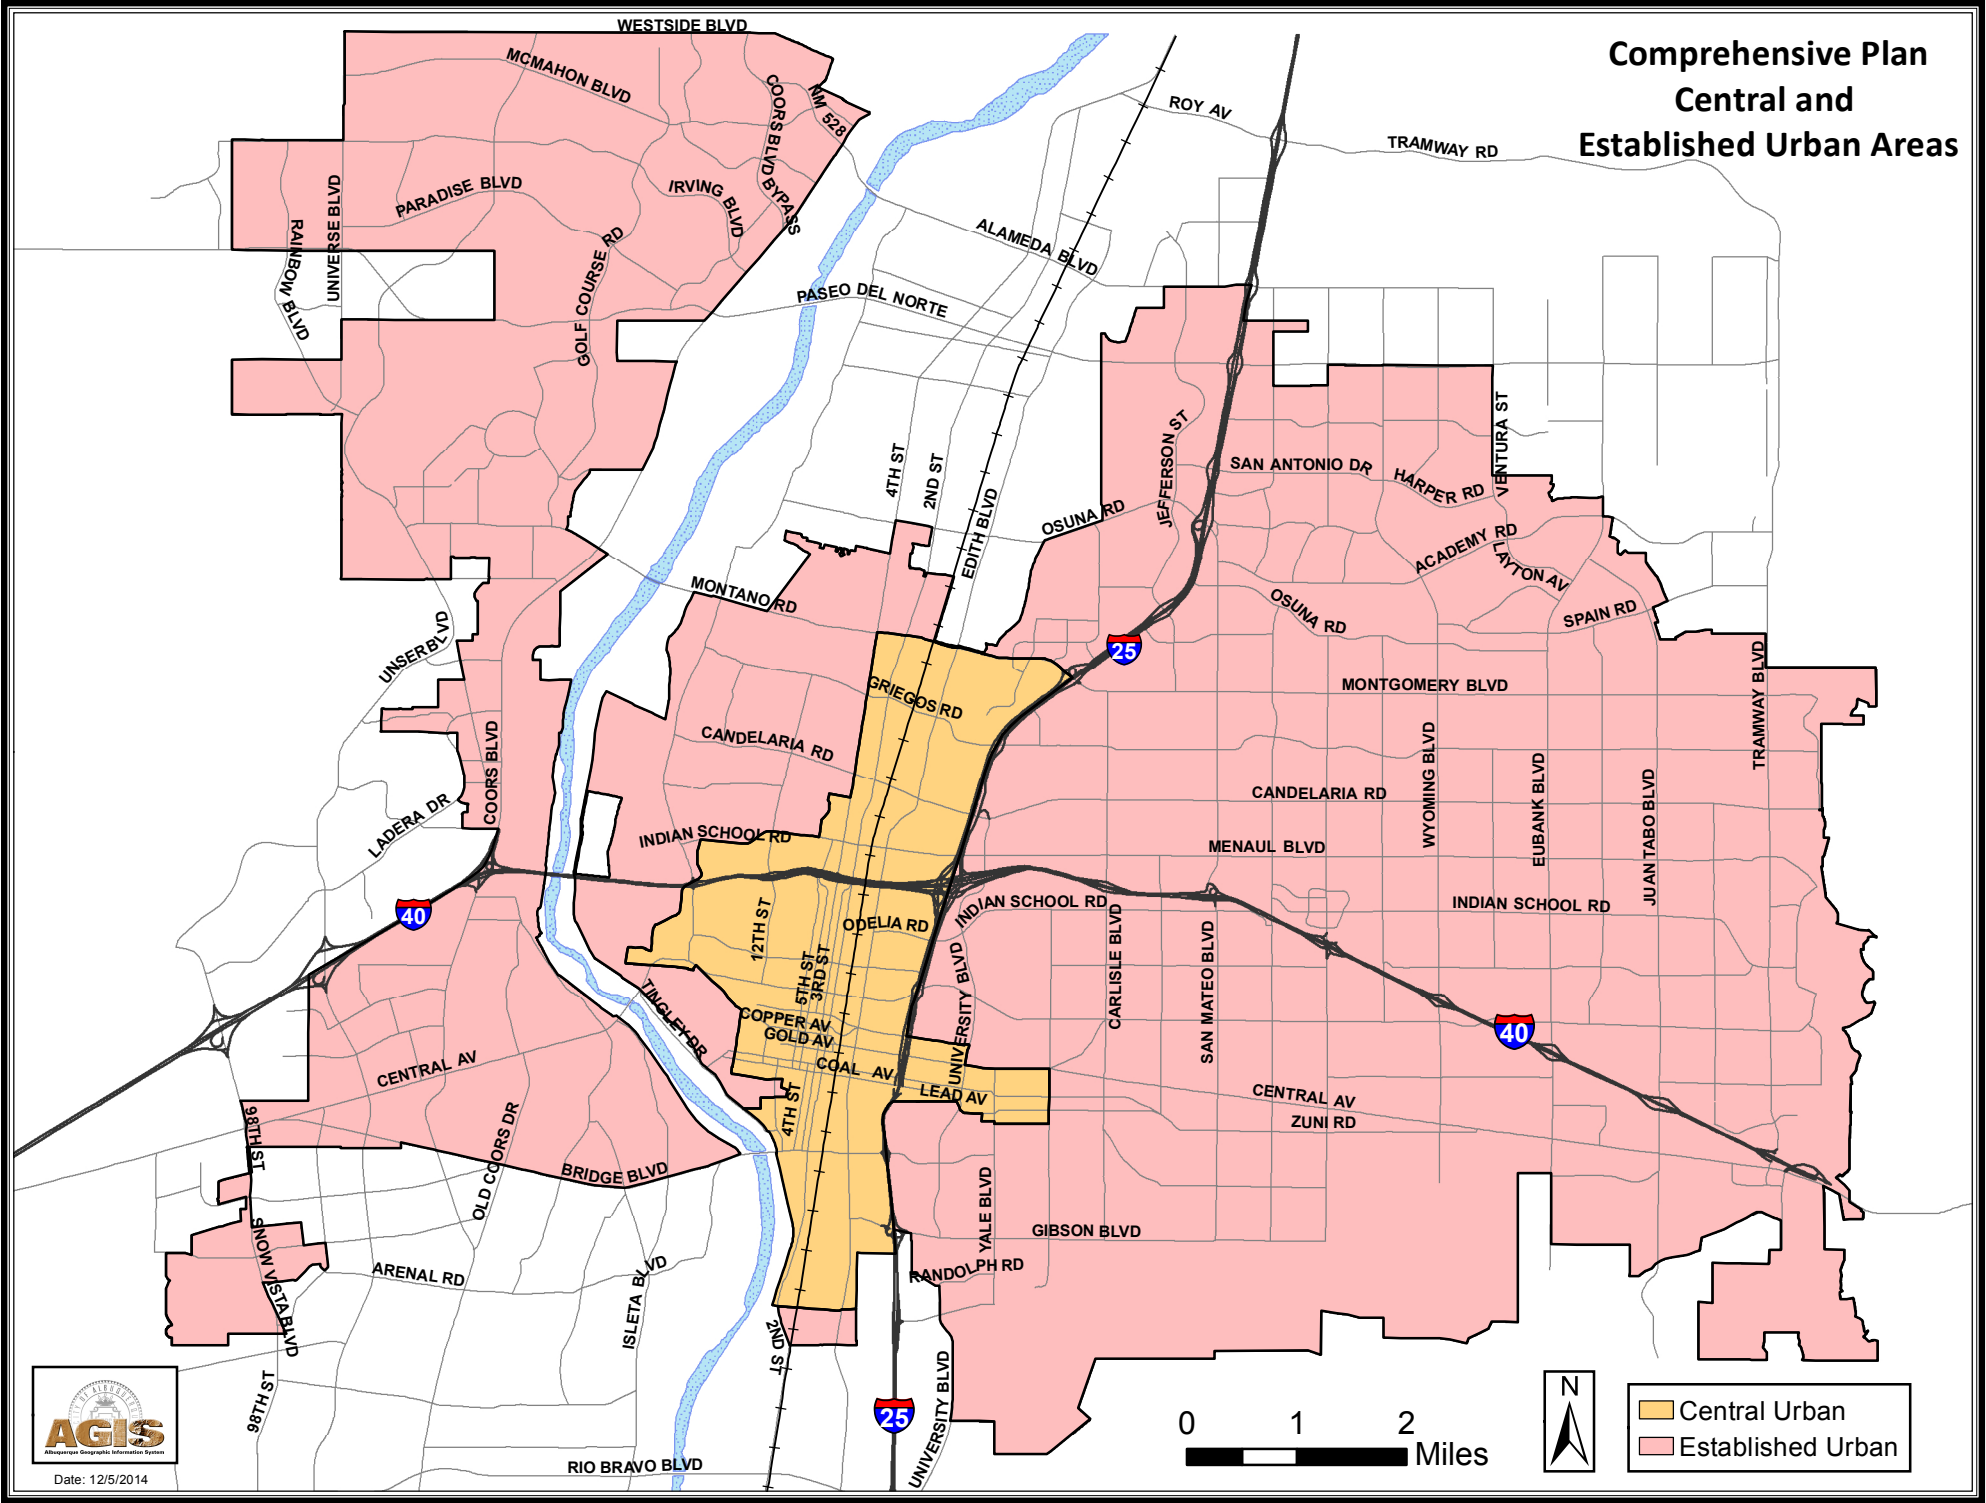 Comprehensive Plan
Central and
Established Urban Areas
WESTSIDE BLVD
MCMAHON BLVD
COORS BLVD BYPASS
NM 528
ROY AV
TRAMWAY RD
PARADISE BLVD
IRVING BLVD
UNIVERSE BLVD
RAINBOW BLVD
GOLF COURSE RD
ALAMEDA BLVD
PASEO DEL NORTE
4TH ST
2ND ST
EDITH BLVD
JEFFERSON ST
OSUNA RD
SAN ANTONIO DR
HARPER RD
VENTURA ST
ACADEMY RD
LAYTON AV
SPAIN RD
OSUNA RD
MONTANO RD
UNSER BLVD
25
GRIEGOS RD
MONTGOMERY BLVD
TRAMWAY BLVD
CANDELARIA RD
COORS BLVD
CANDELARIA RD
WYOMING BLVD
EUBANK BLVD
JUAN TABO BLVD
LADERA DR
INDIAN SCHOOL RD
MENAUL BLVD
40
12TH ST
ODELIA RD
INDIAN SCHOOL RD
INDIAN SCHOOL RD
5TH ST
3RD ST
UNIVERSITY BLVD
CARLISLE BLVD
SAN MATEO BLVD
TINGLEY DR
COPPER AV
GOLD AV
40
CENTRAL AV
COAL AV
LEAD AV
CENTRAL AV
ZUNI RD
98TH ST
OLD COORS DR
4TH ST
BRIDGE BLVD
YALE BLVD
GIBSON BLVD
SNOW VISTA BLVD
ARENAL RD
ISLETA BLVD
RANDOLPH RD
2ND ST
98TH ST
UNIVERSITY BLVD
25
RIO BRAVO BLVD
CITY OF ALBUQUERQUE
AGIS
Albuquerque Geographic Information System
Date: 12/5/2014
0 1 2
Miles
N
Central Urban
Established Urban